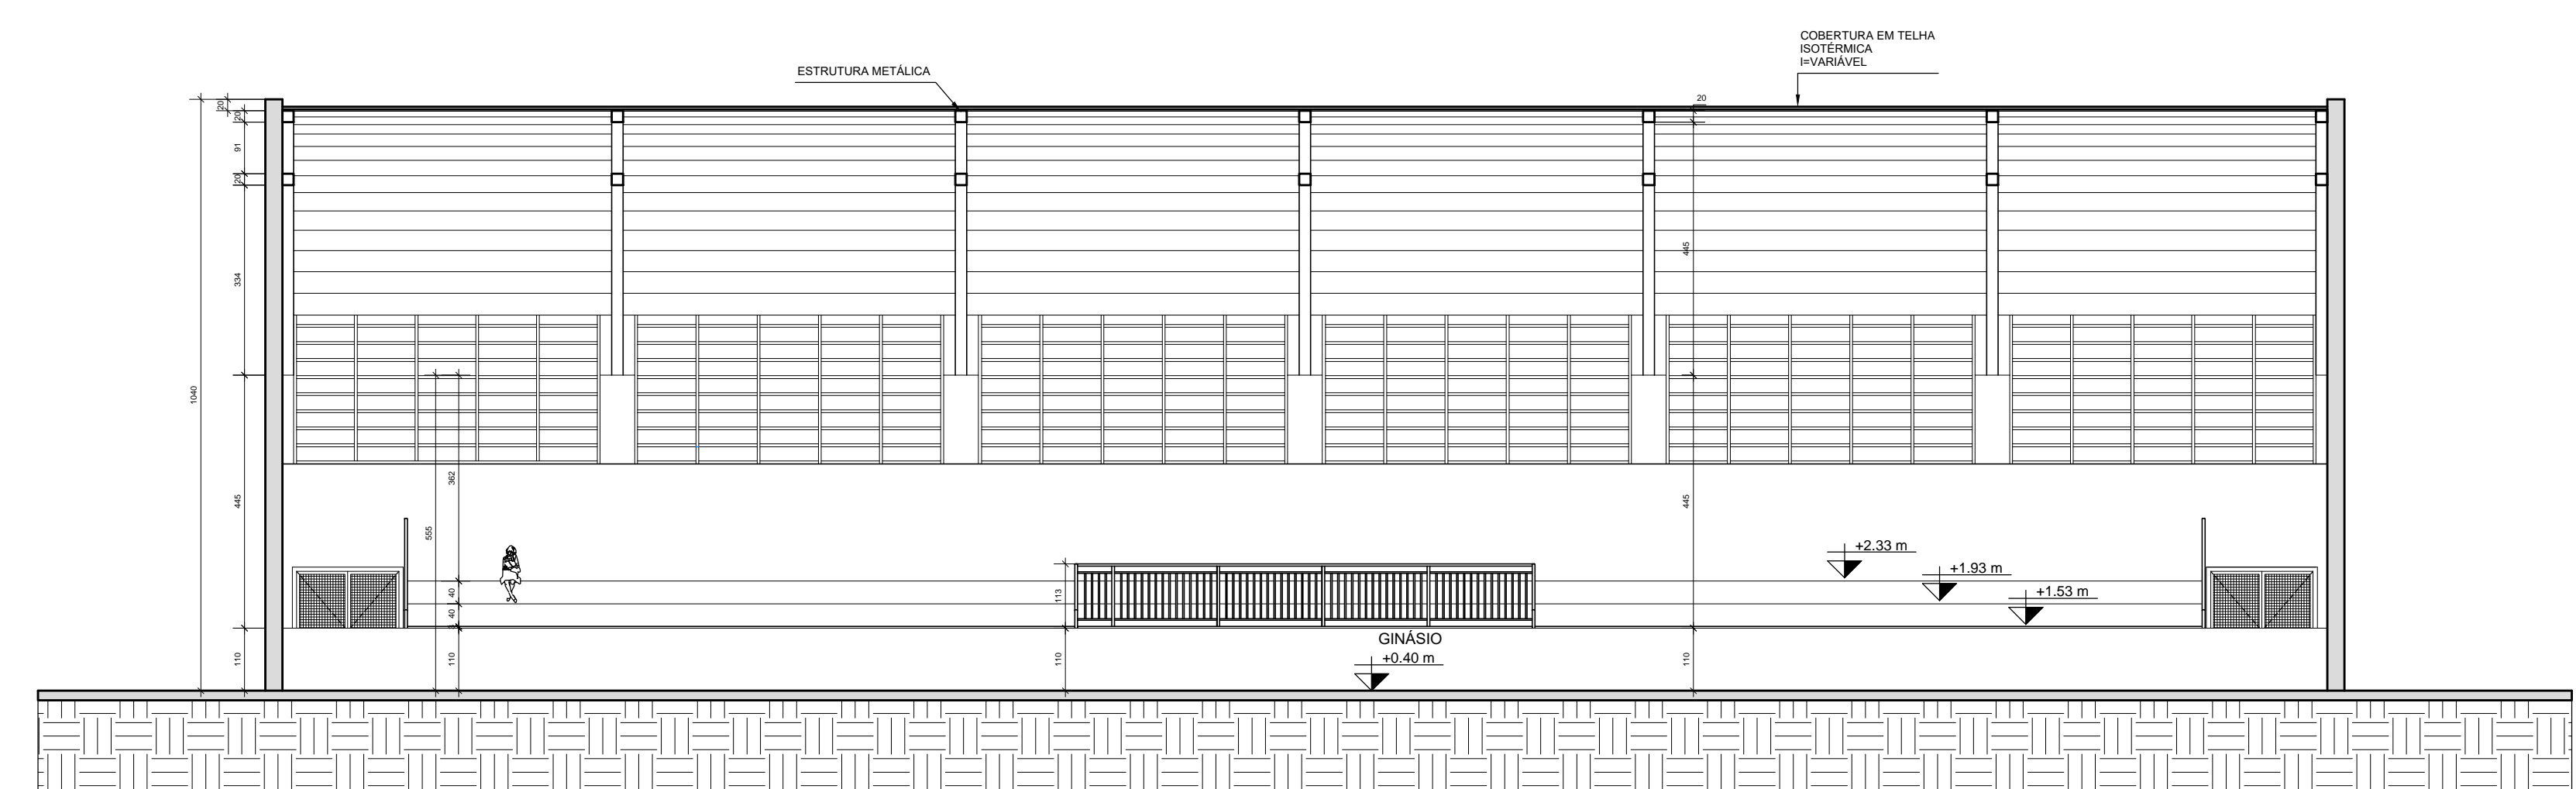 COBERTURA EM TELHA
ISOTÉRMICA
I=VARIÁVEL
ESTRUTURA METÁLICA
20
20
20
91
20
334
445
1040
362
445
555
445
+2.33 m
+1.93 m
+1.53 m
40
40
3
113
GINÁSIO
+0.40 m
110
110
110
110